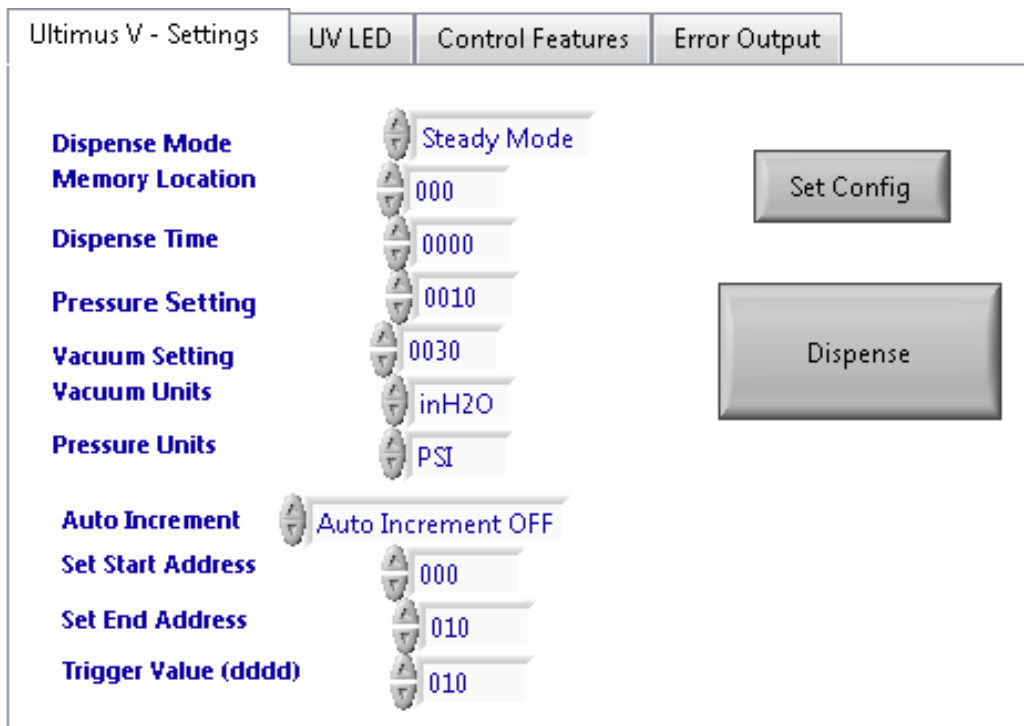 Ultimus V - Settings UV LED Control Features Error Output
Dispense Mode Steady Mode
Memory Location 000
Set Config
Dispense Time 0000
Pressure Setting 0010
Vacuum Setting 0030
Dispense
Vacuum Units inH2O
Pressure Units PSI
Auto Increment Auto Increment OFF
Set Start Address 000
Set End Address 010
Trigger Value (dddd) 010